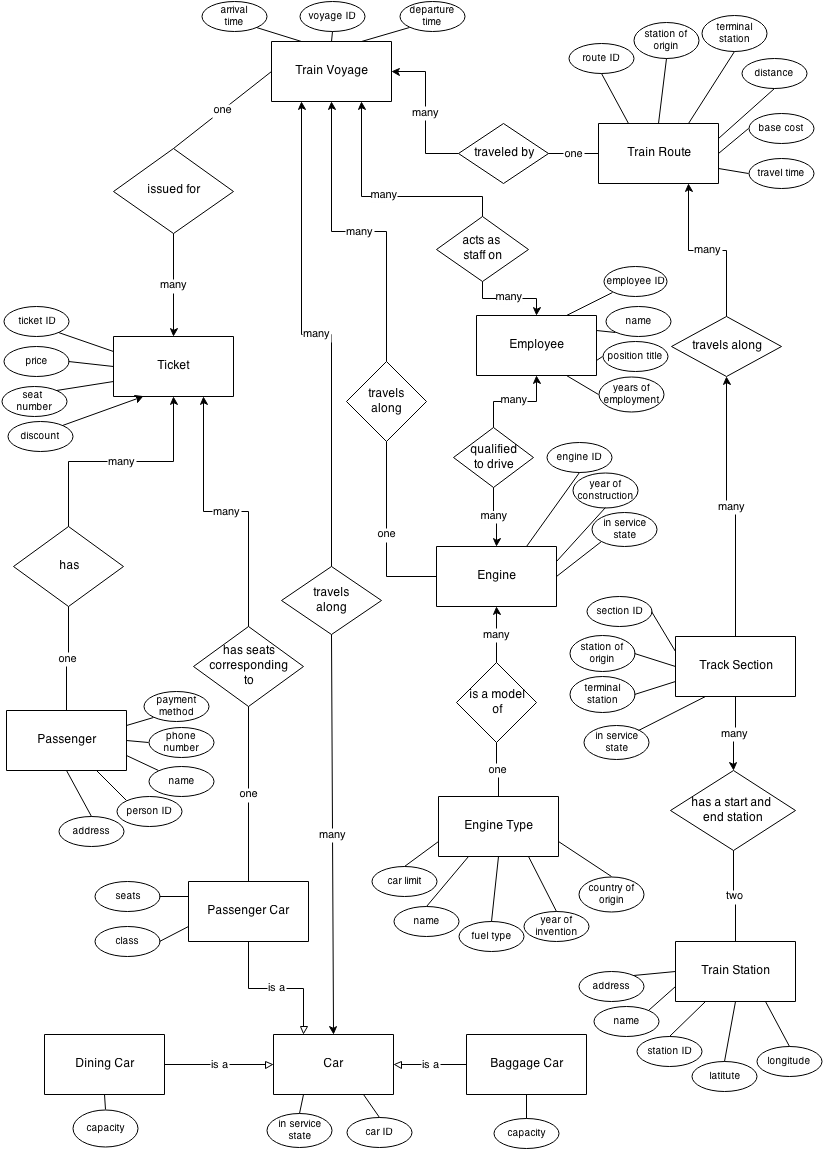 arrival
time
voyage ID
departure
time
Train Voyage
station of
origin
terminal
station
route ID
distance
base cost
travel time
Train Route
one
many
traveled by
one
issued for
many
acts as
staff on
many
many
many
employee ID
name
position title
years of
employment
Employee
travels along
many
ticket ID
price
seat
number
discount
Ticket
many
many
travels
along
one
many
qualified
to drive
many
engine ID
year of
construction
in service
state
Engine
many
many
has
one
has seats
corresponding
to
one
travels
along
many
many
is a model
of
one
section ID
station of
origin
terminal
station
in service
state
Track Section
many
has a start and
end station
two
payment
method
phone
number
name
person ID
address
Passenger
Engine Type
car limit
name
fuel type
year of
invention
country of
origin
seats
class
Passenger Car
is a
Train Station
address
name
station ID
latitute
longitude
Dining Car
is a
Car
is a
Baggage Car
capacity
in service
state
car ID
capacity